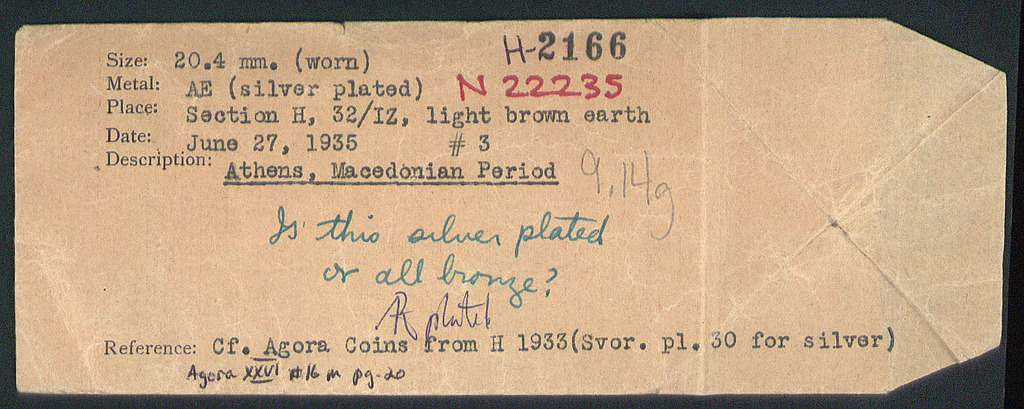 H-2166
Size: 20.4 mm. (worn)
Metal: AE (silver plated) N 22235
Place: Section H, 32/IZ, light brown earth
Date: June 27, 1935 # 3
Description: Athens, Macedonian Period
9.14g
Is this silver plated
or all bronze?
AR plated
Reference: Cf. Agora Coins from H 1933(Svor. pl. 30 for silver)
Agora XXVI #16 m pg. 20